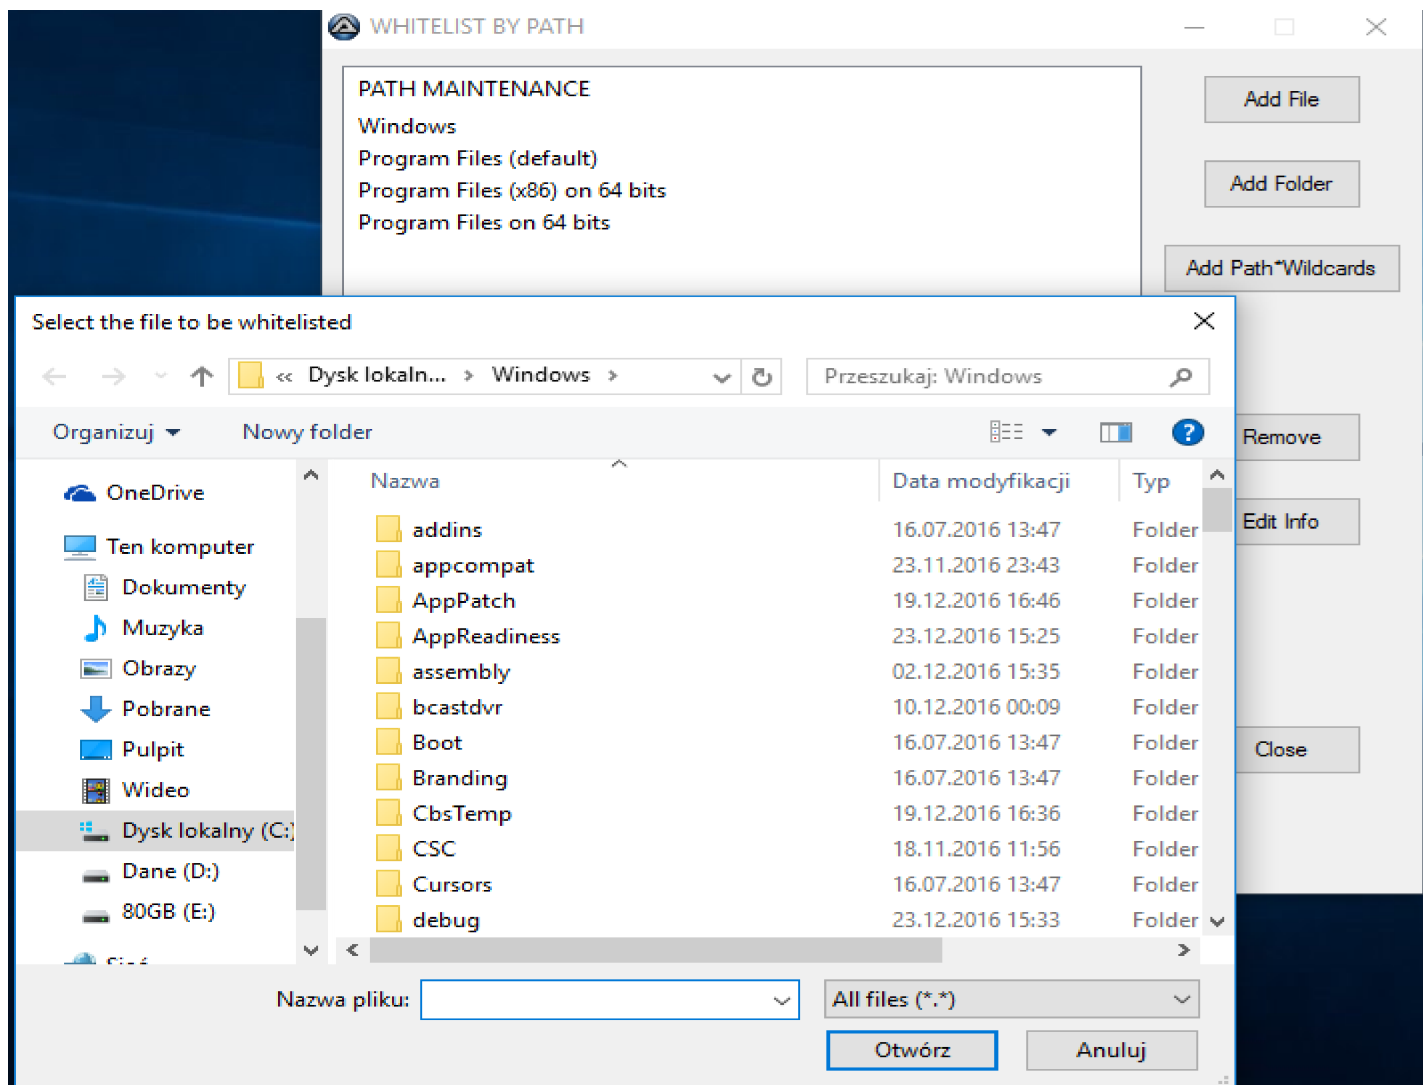 WHITELIST BY PATH
PATH MAINTENANCE
Windows
Program Files (default)
Program Files (x86) on 64 bits
Program Files on 64 bits
Add File
Add Folder
Add Path*Wildcards
Remove
Edit Info
Close
Select the file to be whitelisted
« Dysk lokaln... > Windows >
Przeszukaj: Windows
Organizuj
Nowy folder
?
OneDrive
Ten komputer
Dokumenty
Muzyka
Obrazy
Pobrane
Pulpit
Wideo
Dysk lokalny (C:)
Dane (D:)
80GB (E:)
Sieć
Nazwa Data modyfikacji Typ
addins 16.07.2016 13:47 Folder
appcompat 23.11.2016 23:43 Folder
AppPatch 19.12.2016 16:46 Folder
AppReadiness 23.12.2016 15:25 Folder
assembly 02.12.2016 15:35 Folder
bcastdvr 10.12.2016 00:09 Folder
Boot 16.07.2016 13:47 Folder
Branding 16.07.2016 13:47 Folder
CbsTemp 19.12.2016 16:36 Folder
CSC 18.11.2016 11:56 Folder
Cursors 16.07.2016 13:47 Folder
debug 23.12.2016 15:33 Folder
Nazwa pliku:
All files (*.*)
Otwórz
Anuluj